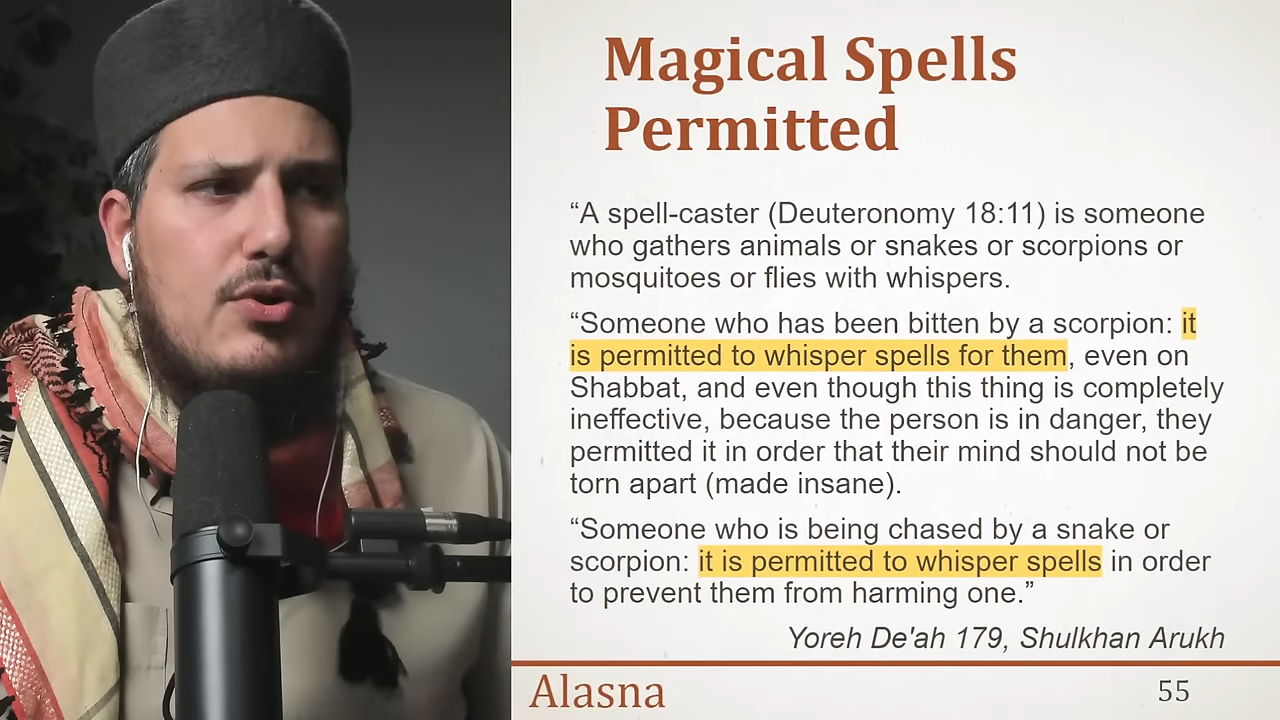 Magical Spells
Permitted
“A spell-caster (Deuteronomy 18:11) is someone
who gathers animals or snakes or scorpions or
mosquitoes or flies with whispers.
“Someone who has been bitten by a scorpion: it
is permitted to whisper spells for them, even on
Shabbat, and even though this thing is completely
ineffective, because the person is in danger, they
permitted it in order that their mind should not be
torn apart (made insane).
“Someone who is being chased by a snake or
scorpion: it is permitted to whisper spells in order
to prevent them from harming one.”
Yoreh De'ah 179, Shulkhan Arukh
Alasna
55